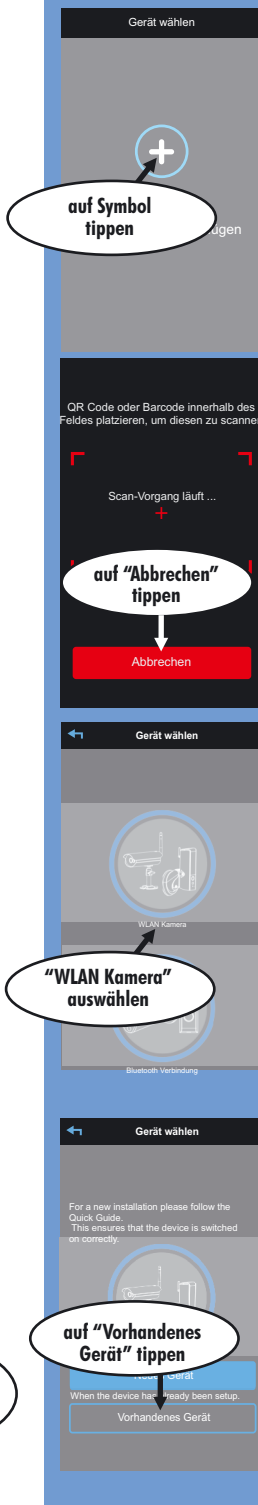 Gerät wählen
auf Symbol
tippen
QR Code oder Barcode innerhalb des
Feldes platzieren, um diesen zu scannen
Scan-Vorgang läuft ...
auf “Abbrechen”
tippen
Abbrechen
Gerät wählen
WLAN Kamera
“WLAN Kamera”
auswählen
Bluetooth Verbindung
Gerät wählen
For a new installation please follow the
Quick Guide.
This ensures that the device is switched
on correctly.
auf “Vorhandenes
Gerät” tippen
Gerät
When the device has already been setup.
Vorhandenes Gerät